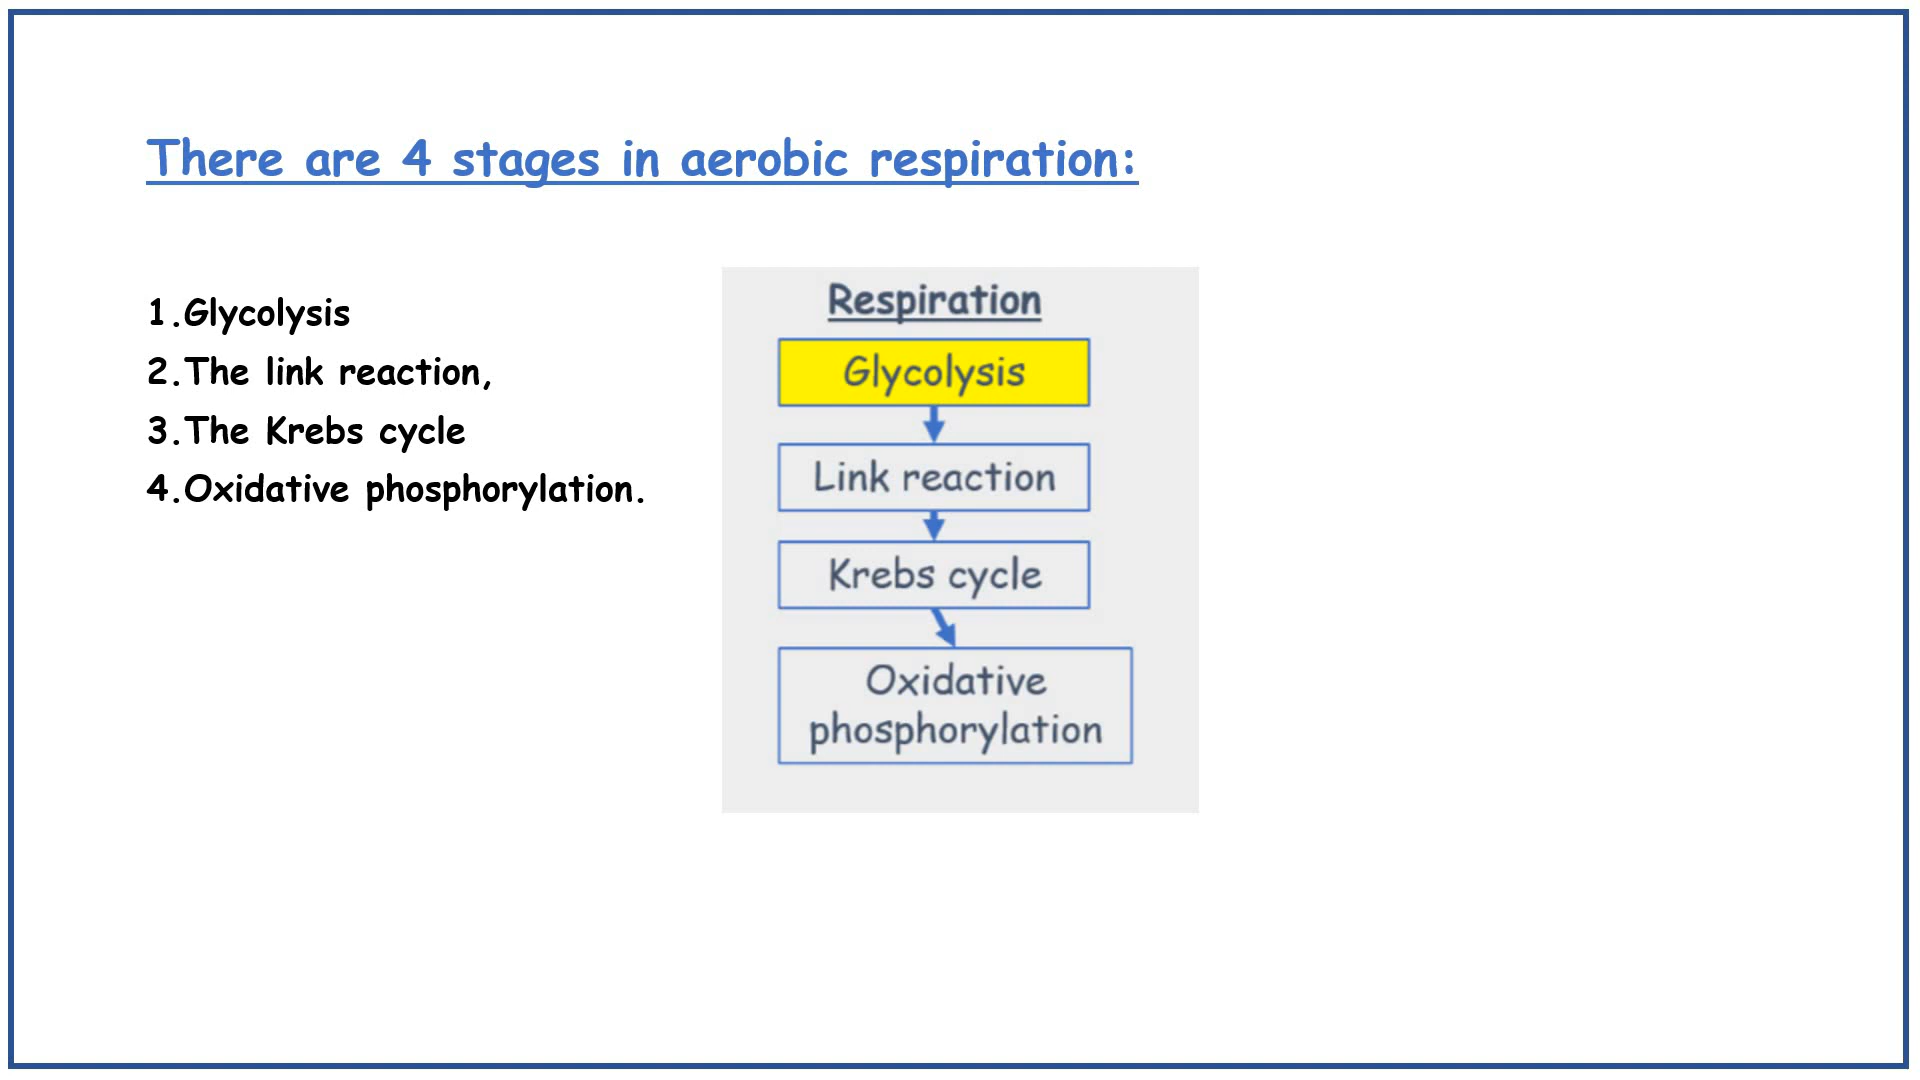 There are 4 stages in aerobic respiration:
1.Glycolysis
2.The link reaction,
3.The Krebs cycle
4.Oxidative phosphorylation.
Respiration
Glycolysis
Link reaction
Krebs cycle
Oxidative
phosphorylation